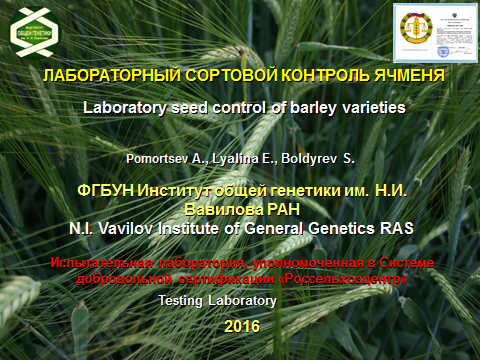 ИНСТИТУТ
ОБЩЕЙ ГЕНЕТИКИ
ЛАБОРАТОРНЫЙ СОРТОВОЙ КОНТРОЛЬ ЯЧМЕНЯ
Laboratory seed control of barley varieties
Pomortsev A., Lyalina E., Boldyrev S.
ФГБУН Институт общей генетики им. Н.И.
Вавилова РАН
N.I. Vavilov Institute of General Genetics RAS
Испытательная лаборатория, уполномоченная в Системе
добровольной сертификации «Россельхозцентр»
Testing Laboratory
2016